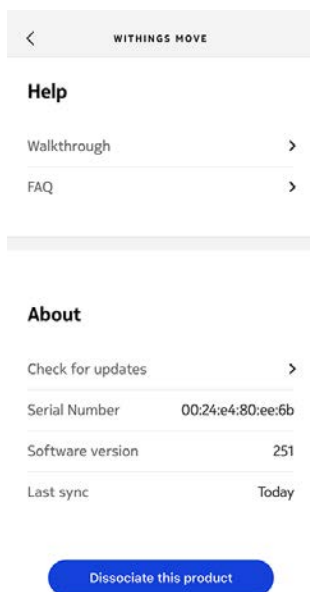 WITHINGS MOVE
Help
Walkthrough
FAQ
About
Check for updates
Serial Number 00:24:e4:80:ee:6b
Software version 251
Last sync Today
Dissociate this product